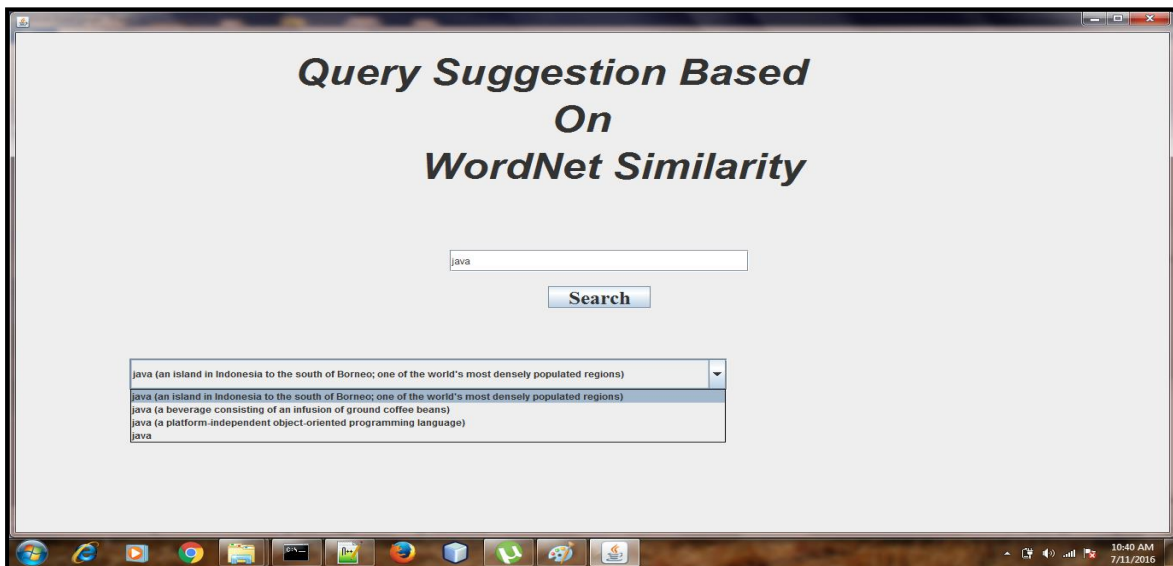 Query Suggestion Based
On
WordNet Similarity
java
Search
java (an island in Indonesia to the south of Borneo; one of the world's most densely populated regions)
java (an island in Indonesia to the south of Borneo; one of the world's most densely populated regions)
java (a beverage consisting of an infusion of ground coffee beans)
java (a platform-independent object-oriented programming language)
java
10:40 AM
7/11/2016